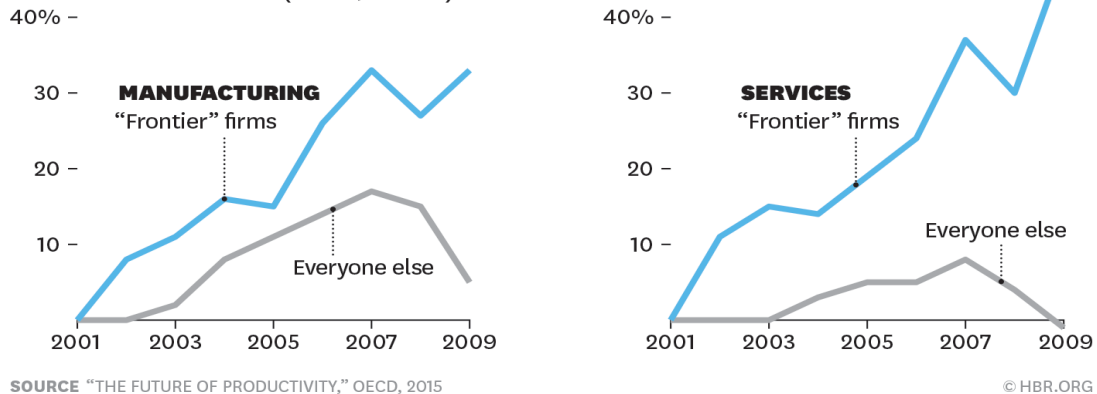 40%
30
20
10
MANUFACTURING
“Frontier” firms
Everyone else
2001 2003 2005 2007 2009
40%
30
20
10
SERVICES
“Frontier” firms
Everyone else
2001 2003 2005 2007 2009
SOURCE “THE FUTURE OF PRODUCTIVITY,” OECD, 2015
© HBR.ORG